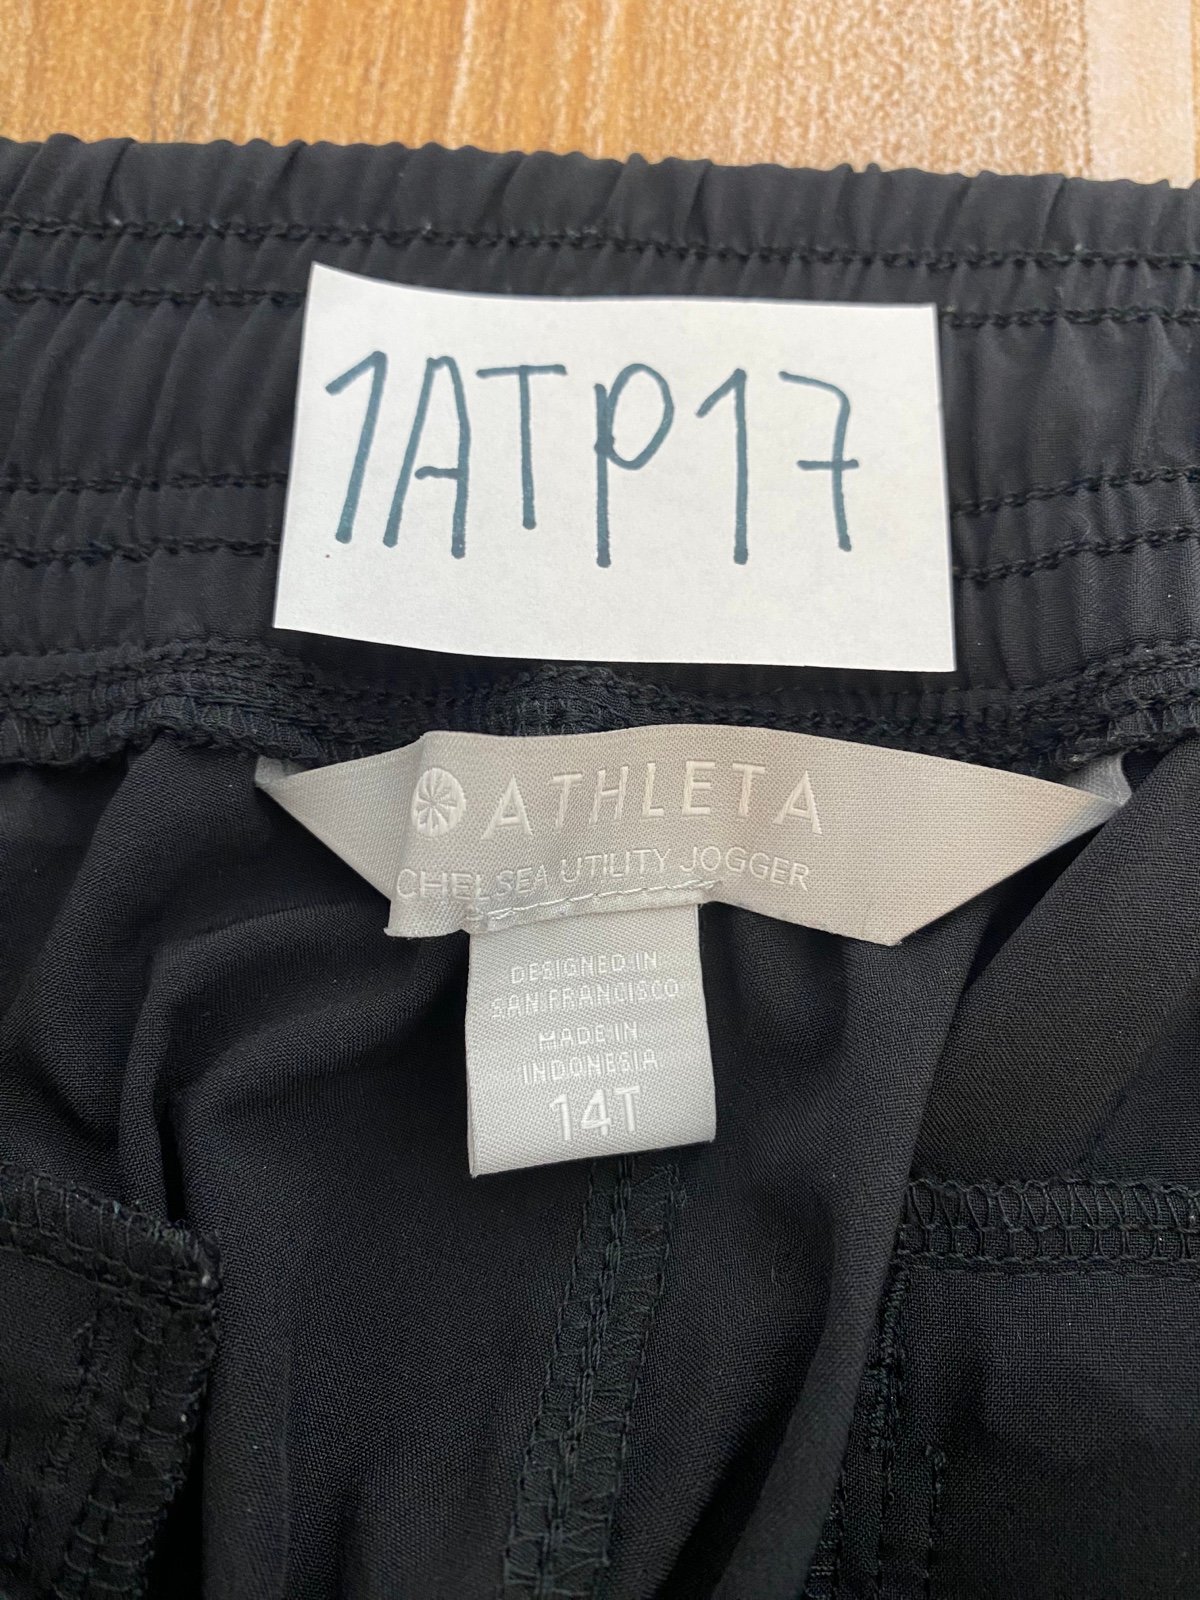 1ATP17
ATHLETA
CHELSEA UTILITY JOGGER
DESIGNED IN
SAN FRANCISCO
MADE IN
INDONESIA
14T